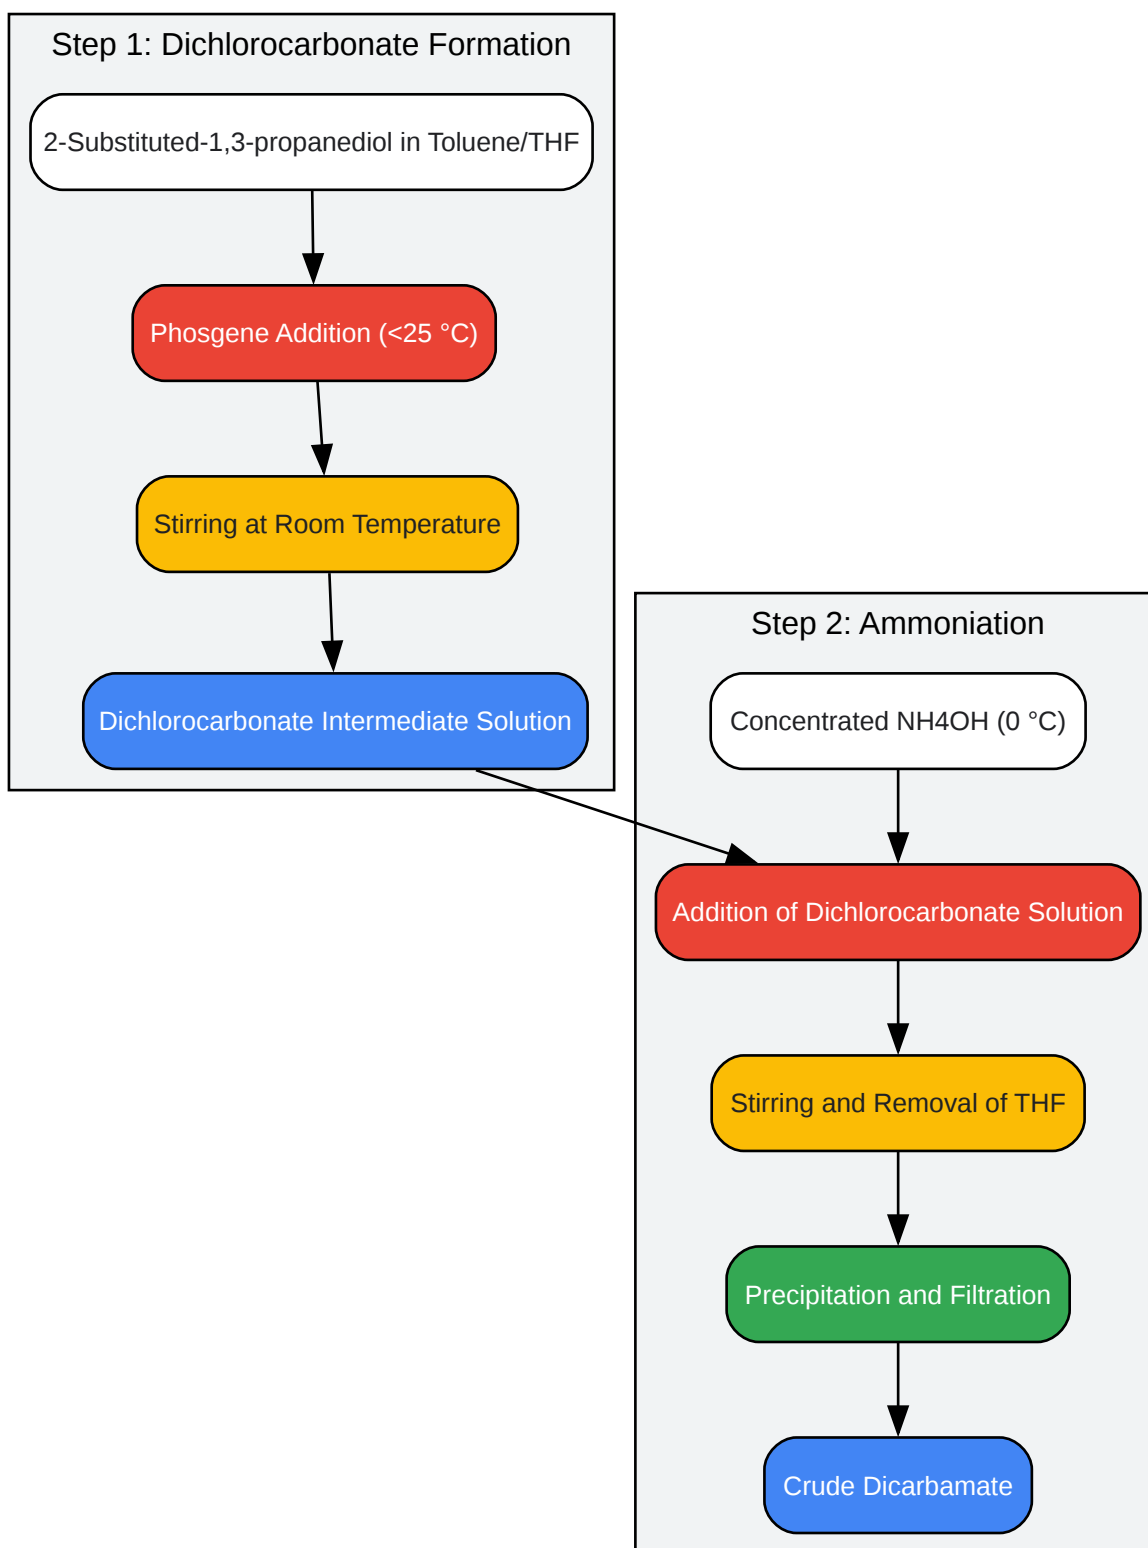 Step 1: Dichlorocarbonate Formation
2-Substituted-1,3-propanediol in Toluene/THF
Phosgene Addition (<25 °C)
Stirring at Room Temperature
Dichlorocarbonate Intermediate Solution
Step 2: Ammoniation
Concentrated NH4OH (0 °C)
Addition of Dichlorocarbonate Solution
Stirring and Removal of THF
Precipitation and Filtration
Crude Dicarbamate